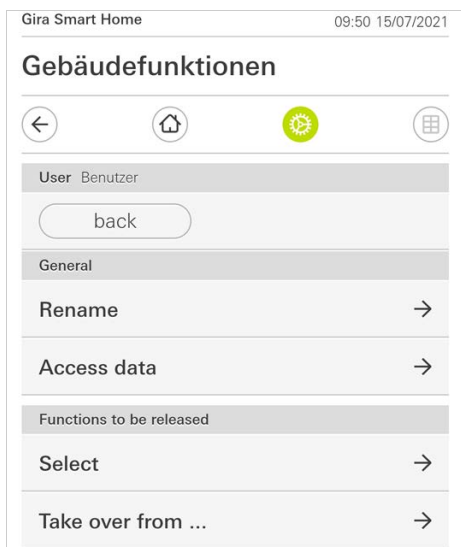 Gira Smart Home 09:50 15/07/2021
Gebäudefunktionen
User Benutzer
back
General
Rename
Access data
Functions to be released
Select
Take over from ...